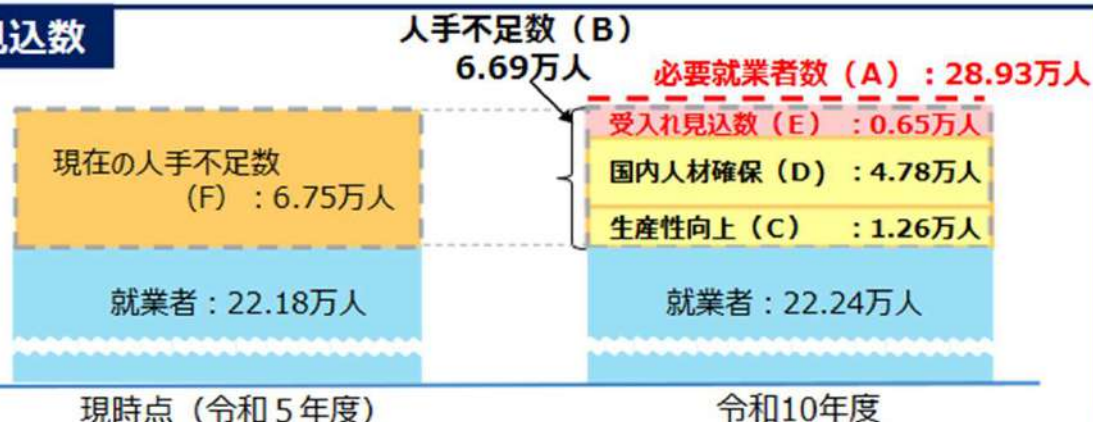 込数
人手不足数(B)
6.69万人
必要就業者数(A):28.93万人
現在の人手不足数
(F):6.75万人
受入れ見込数(E) :0.65万人
国内人材確保(D) :4.78万人
生産性向上(C) :1.26万人
就業者:22.18万人
就業者:22.24万人
現時点(令和5年度)
令和10年度